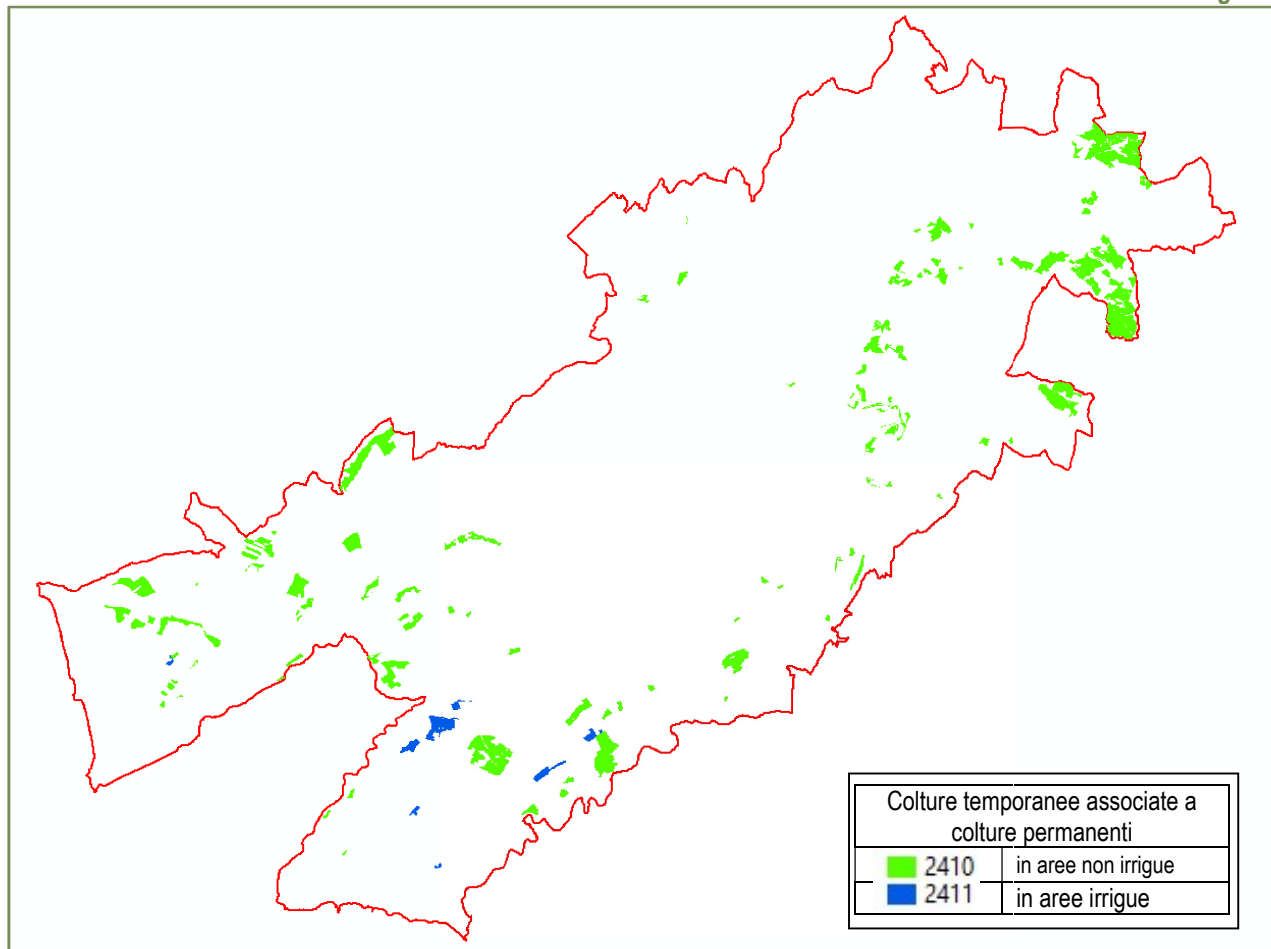 Colture temporanee associate a
colture permanenti
2410 in aree non irrigue
2411 in aree irrigue